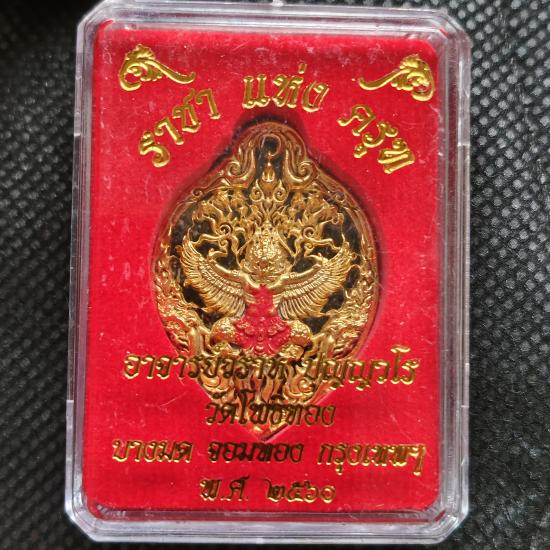 ราชา แห่ง ครุฑ
อาจารย์วราห์ ปุญญวโร
วัดโพธิทอง
บางมด จอมทอง กรุงเทพฯ
พ.ศ. ๒๕๖๑